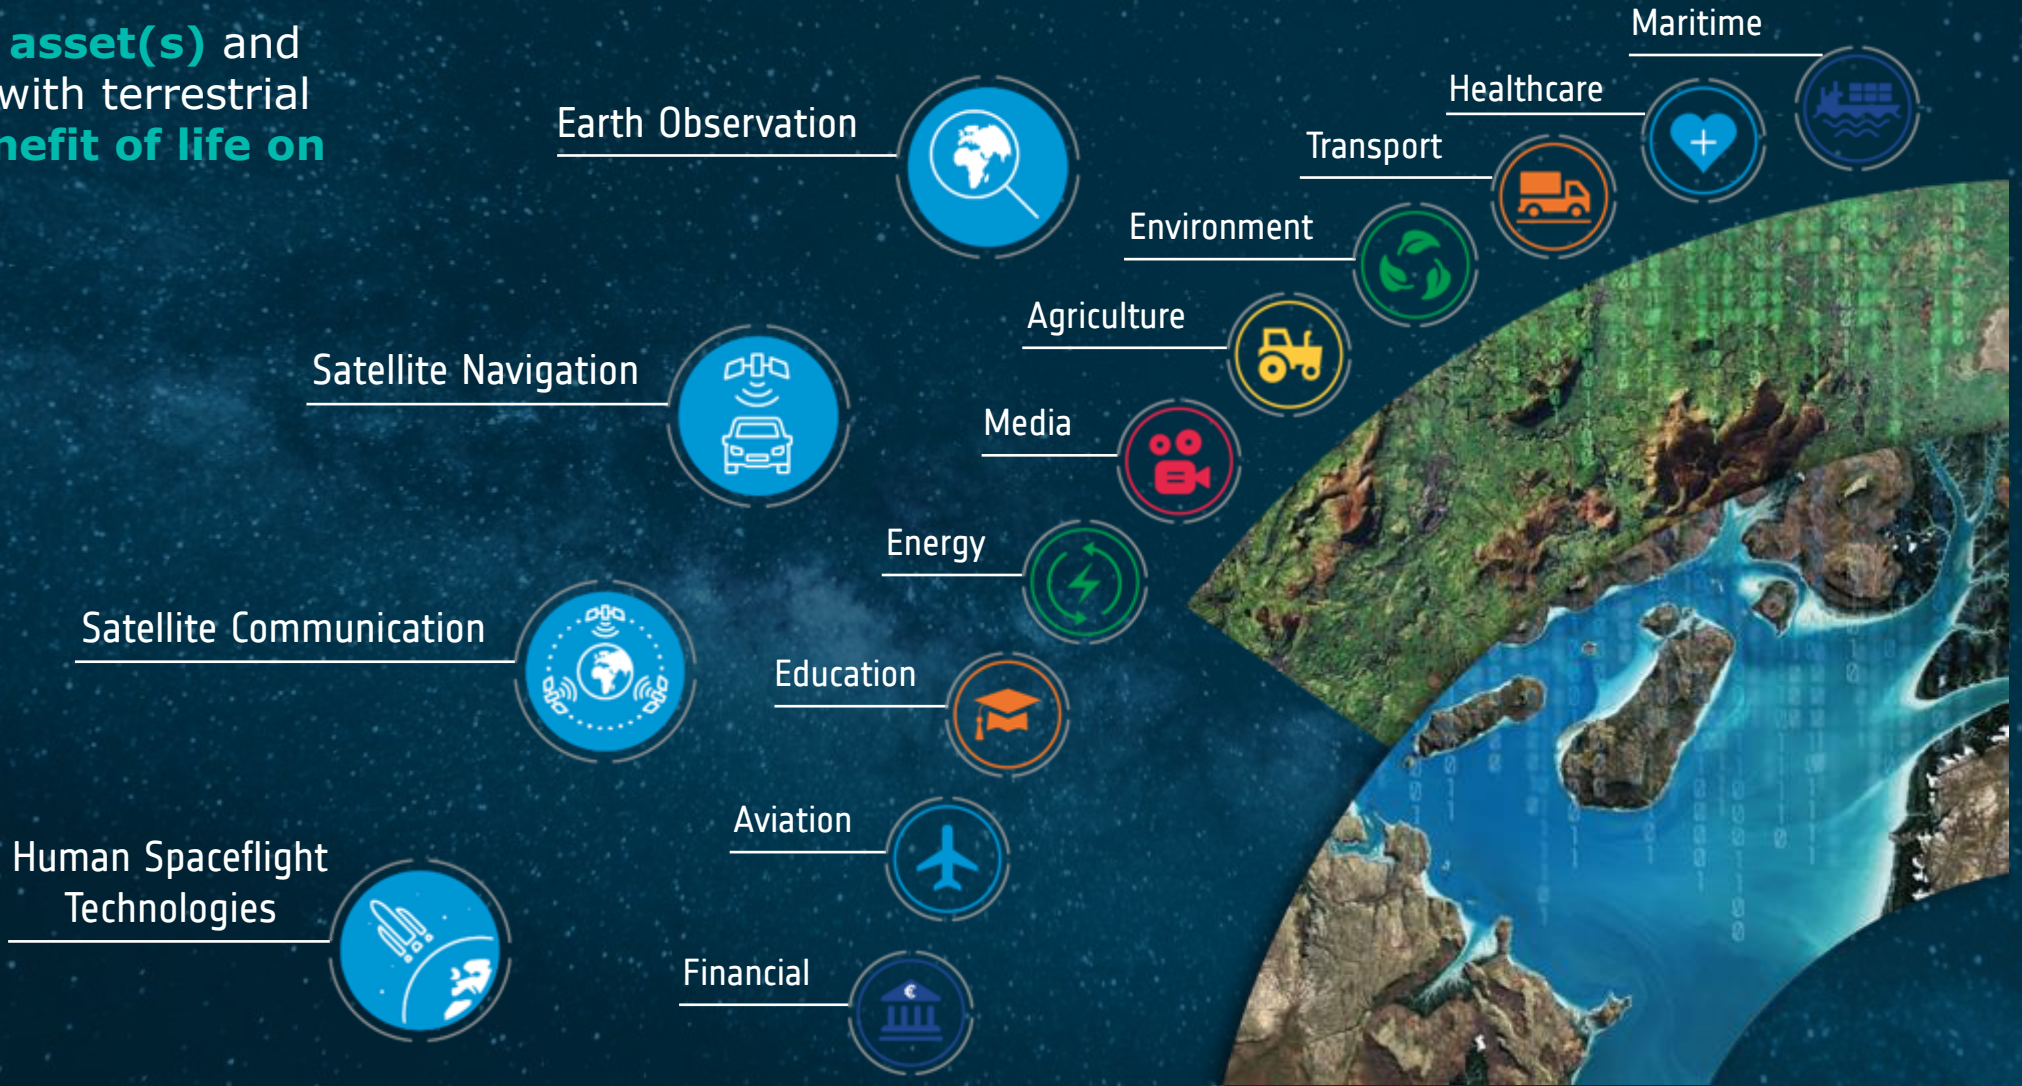 asset(s) and
with terrestrial
nefit of life on
Maritime
Healthcare
Transport
Environment
Agriculture
Media
Energy
Education
Aviation
Financial
Earth Observation
Satellite Navigation
Satellite Communication
Human Spaceflight
Technologies